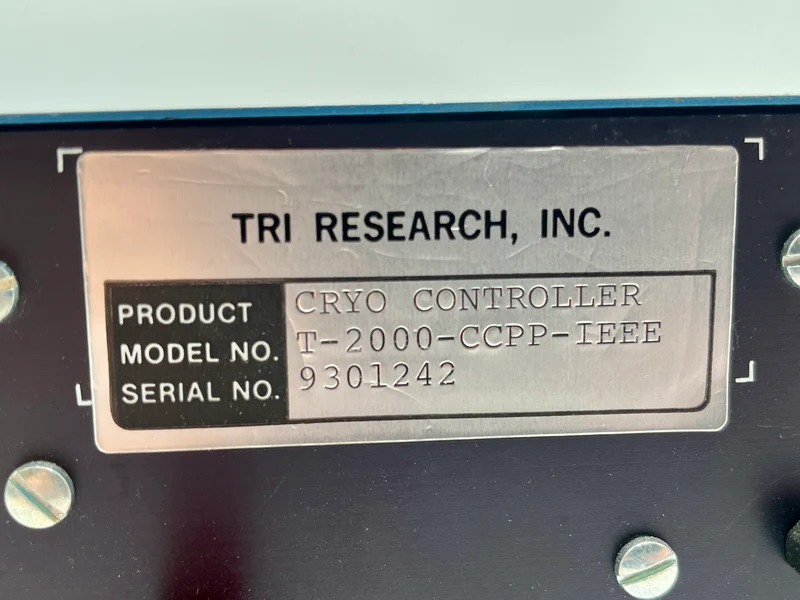 TRI RESEARCH, INC.
PRODUCT CRYO CONTROLLER
MODEL NO. T-2000-CCPP-IEEE
SERIAL NO. 9301242